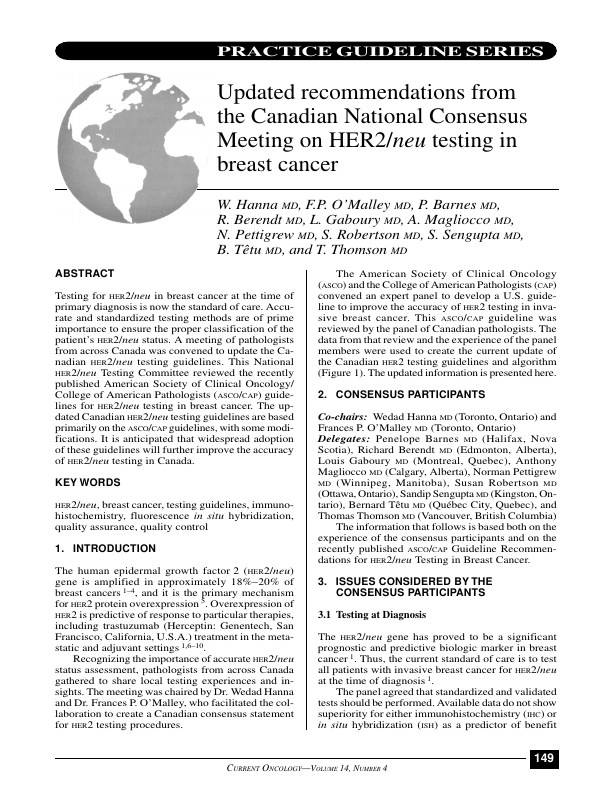 PRACTICE GUIDELINE SERIES
Updated recommendations from
the Canadian National Consensus
Meeting on HER2/neu testing in
breast cancer
W. Hanna MD, F.P. O’Malley MD, P. Barnes MD,
R. Berendt MD, L. Gaboury MD, A. Magliocco MD,
N. Pettigrew MD, S. Robertson MD, S. Sengupta MD,
B. Têtu MD, and T. Thomson MD
ABSTRACT
Testing for HER2/neu in breast cancer at the time of
primary diagnosis is now the standard of care. Accu-
rate and standardized testing methods are of prime
importance to ensure the proper classification of the
patient’s HER2/neu status. A meeting of pathologists
from across Canada was convened to update the Ca-
nadian HER2/neu testing guidelines. This National
HER2/neu Testing Committee reviewed the recently
published American Society of Clinical Oncology/
College of American Pathologists (ASCO/CAP) guide-
lines for HER2/neu testing in breast cancer. The up-
dated Canadian HER2/neu testing guidelines are based
primarily on the ASCO/CAP guidelines, with some modi-
fications. It is anticipated that widespread adoption
of these guidelines will further improve the accuracy
of HER2/neu testing in Canada.
KEY WORDS
HER2/neu, breast cancer, testing guidelines, immuno-
histochemistry, fluorescence in situ hybridization,
quality assurance, quality control
1. INTRODUCTION
The human epidermal growth factor 2 (HER2/neu)
gene is amplified in approximately 18%–20% of
breast cancers 1–4, and it is the primary mechanism
for HER2 protein overexpression 5. Overexpression of
HER2 is predictive of response to particular therapies,
including trastuzumab (Herceptin: Genentech, San
Francisco, California, U.S.A.) treatment in the meta-
static and adjuvant settings 1,6–10.
Recognizing the importance of accurate HER2/neu
status assessment, pathologists from across Canada
gathered to share local testing experiences and in-
sights. The meeting was chaired by Dr. Wedad Hanna
and Dr. Frances P. O’Malley, who facilitated the col-
laboration to create a Canadian consensus statement
for HER2 testing procedures.
The American Society of Clinical Oncology
(ASCO) and the College of American Pathologists (CAP)
convened an expert panel to develop a U.S. guide-
line to improve the accuracy of HER2 testing in inva-
sive breast cancer. This ASCO/CAP guideline was
reviewed by the panel of Canadian pathologists. The
data from that review and the experience of the panel
members were used to create the current update of
the Canadian HER2 testing guidelines and algorithm
(Figure 1). The updated information is presented here.
2. CONSENSUS PARTICIPANTS
Co-chairs: Wedad Hanna MD (Toronto, Ontario) and
Frances P. O’Malley MD (Toronto, Ontario)
Delegates: Penelope Barnes MD (Halifax, Nova
Scotia), Richard Berendt MD (Edmonton, Alberta),
Louis Gaboury MD (Montreal, Quebec), Anthony
Magliocco MD (Calgary, Alberta), Norman Pettigrew
MD (Winnipeg, Manitoba), Susan Robertson MD
(Ottawa, Ontario), Sandip Sengupta MD (Kingston, On-
tario), Bernard Têtu MD (Québec City, Quebec), and
Thomas Thomson MD (Vancouver, British Columbia)
The information that follows is based both on the
experience of the consensus participants and on the
recently published ASCO/CAP Guideline Recommen-
dations for HER2/neu Testing in Breast Cancer.
3. ISSUES CONSIDERED BY THE
CONSENSUS PARTICIPANTS
3.1 Testing at Diagnosis
The HER2/neu gene has proved to be a significant
prognostic and predictive biologic marker in breast
cancer 1. Thus, the current standard of care is to test
all patients with invasive breast cancer for HER2/neu
at the time of diagnosis 1.
The panel agreed that standardized and validated
tests should be performed. Available data do not show
superiority for either immunohistochemistry (IHC) or
in situ hybridization (ISH) as a predictor of benefit
CURRENT ONCOLOGY—VOLUME 14, NUMBER 4
149